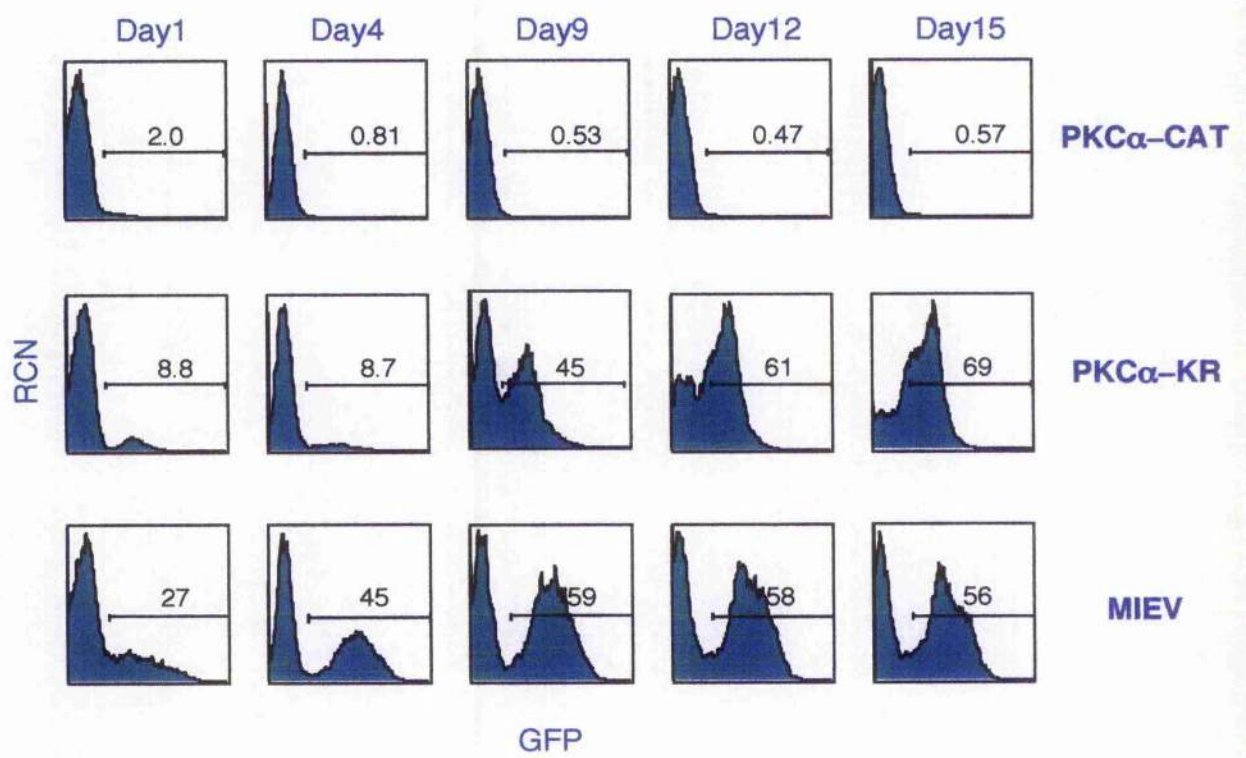 Day1 Day4 Day9 Day12 Day15
2.0 0.81 0.53 0.47 0.57 PKCα–CAT
8.8 8.7 45 61 69 PKCα–KR
RCN
27 45 59 58 56 MIEV
GFP